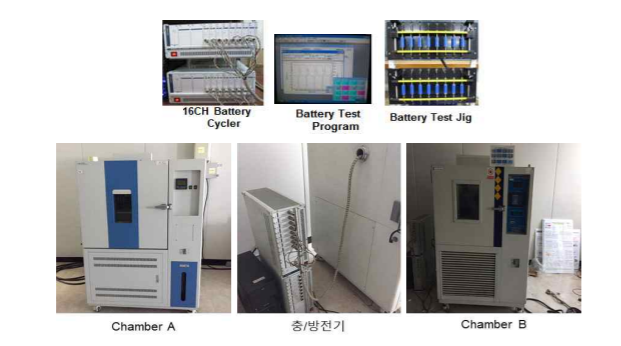 16CH Battery
Cycler
Battery Test
Program
Battery Test Jig
Chamber A
충/방전기
Chamber B